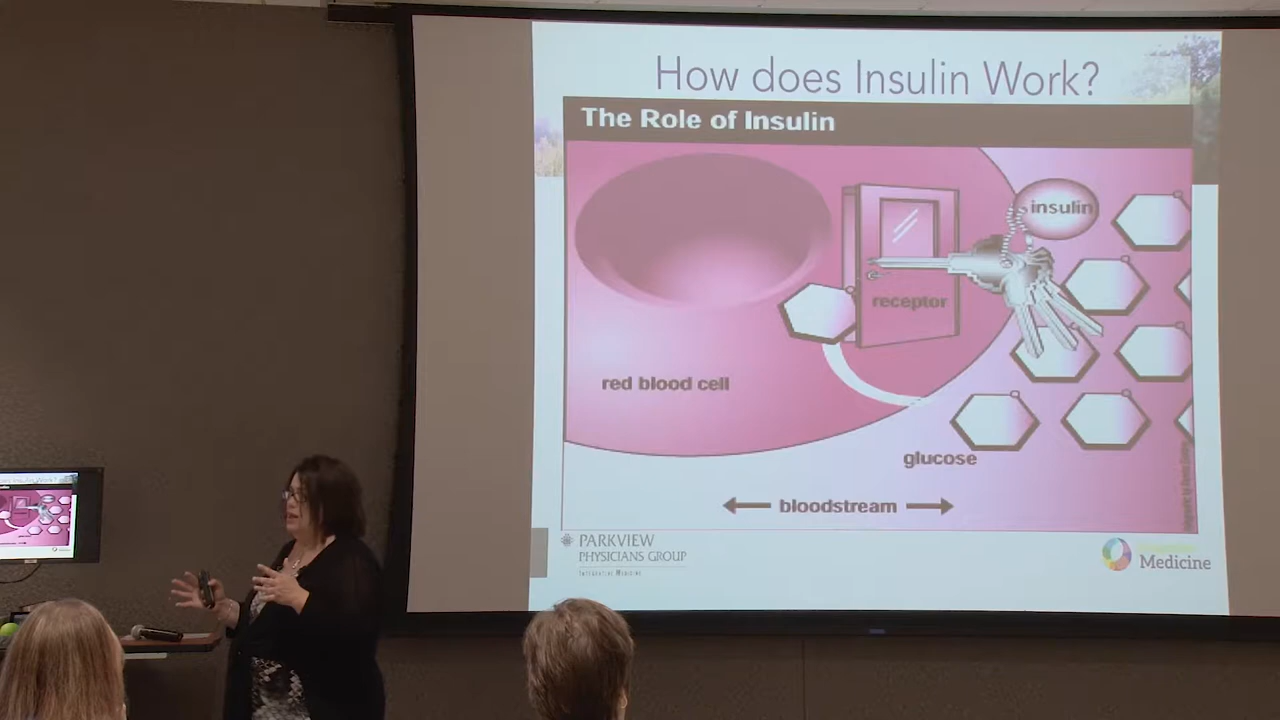 How does Insulin Work?
The Role of Insulin
insulin
receptor
red blood cell
glucose
bloodstream
PARKVIEW
PHYSICIANS GROUP
INTEGRATIVE MEDICINE
Medicine